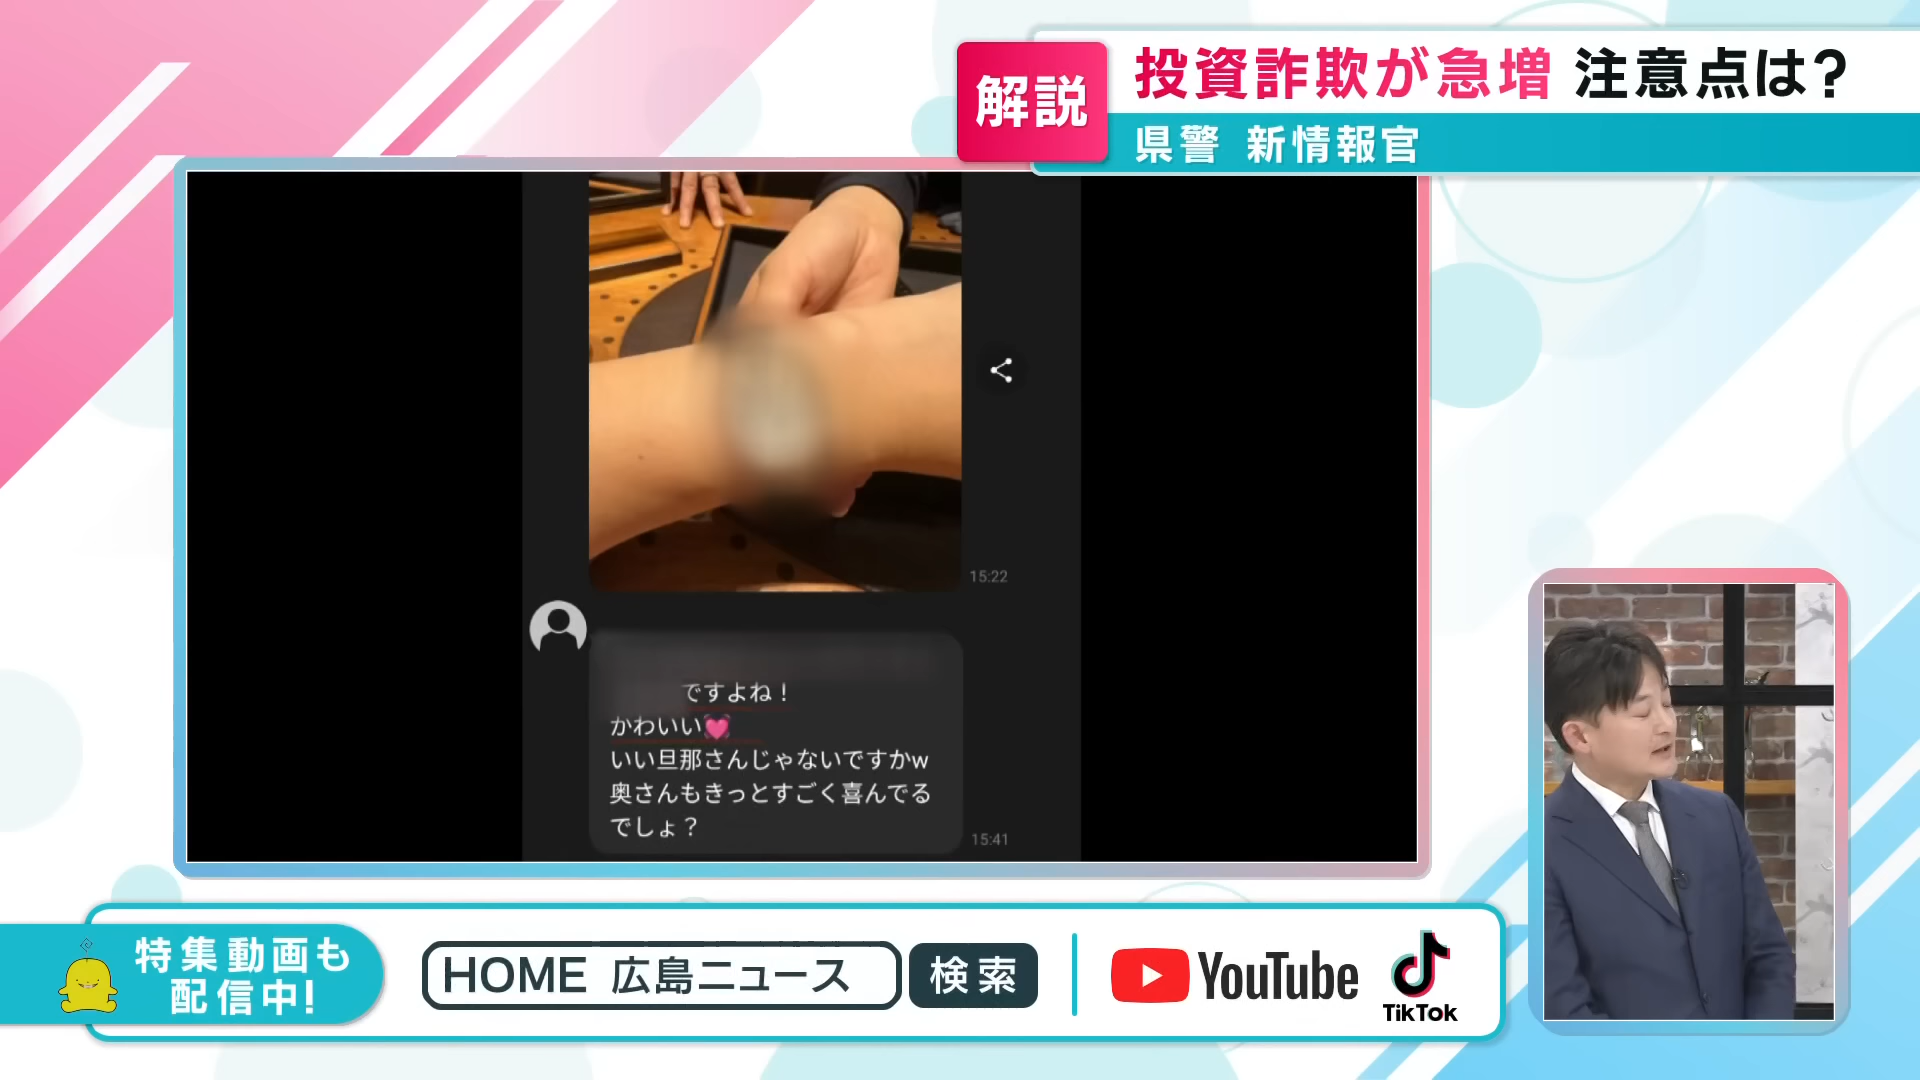 解説
投資詐欺が急増 注意点は?
県警 新情報官
15:22
ですよね！
かわいい💓
いい旦那さんじゃないですかw
奥さんもきっとすごく喜んでる
でしょ？
15:41
特集動画も
配信中!
HOME 広島ニュース
検索
YouTube
TikTok